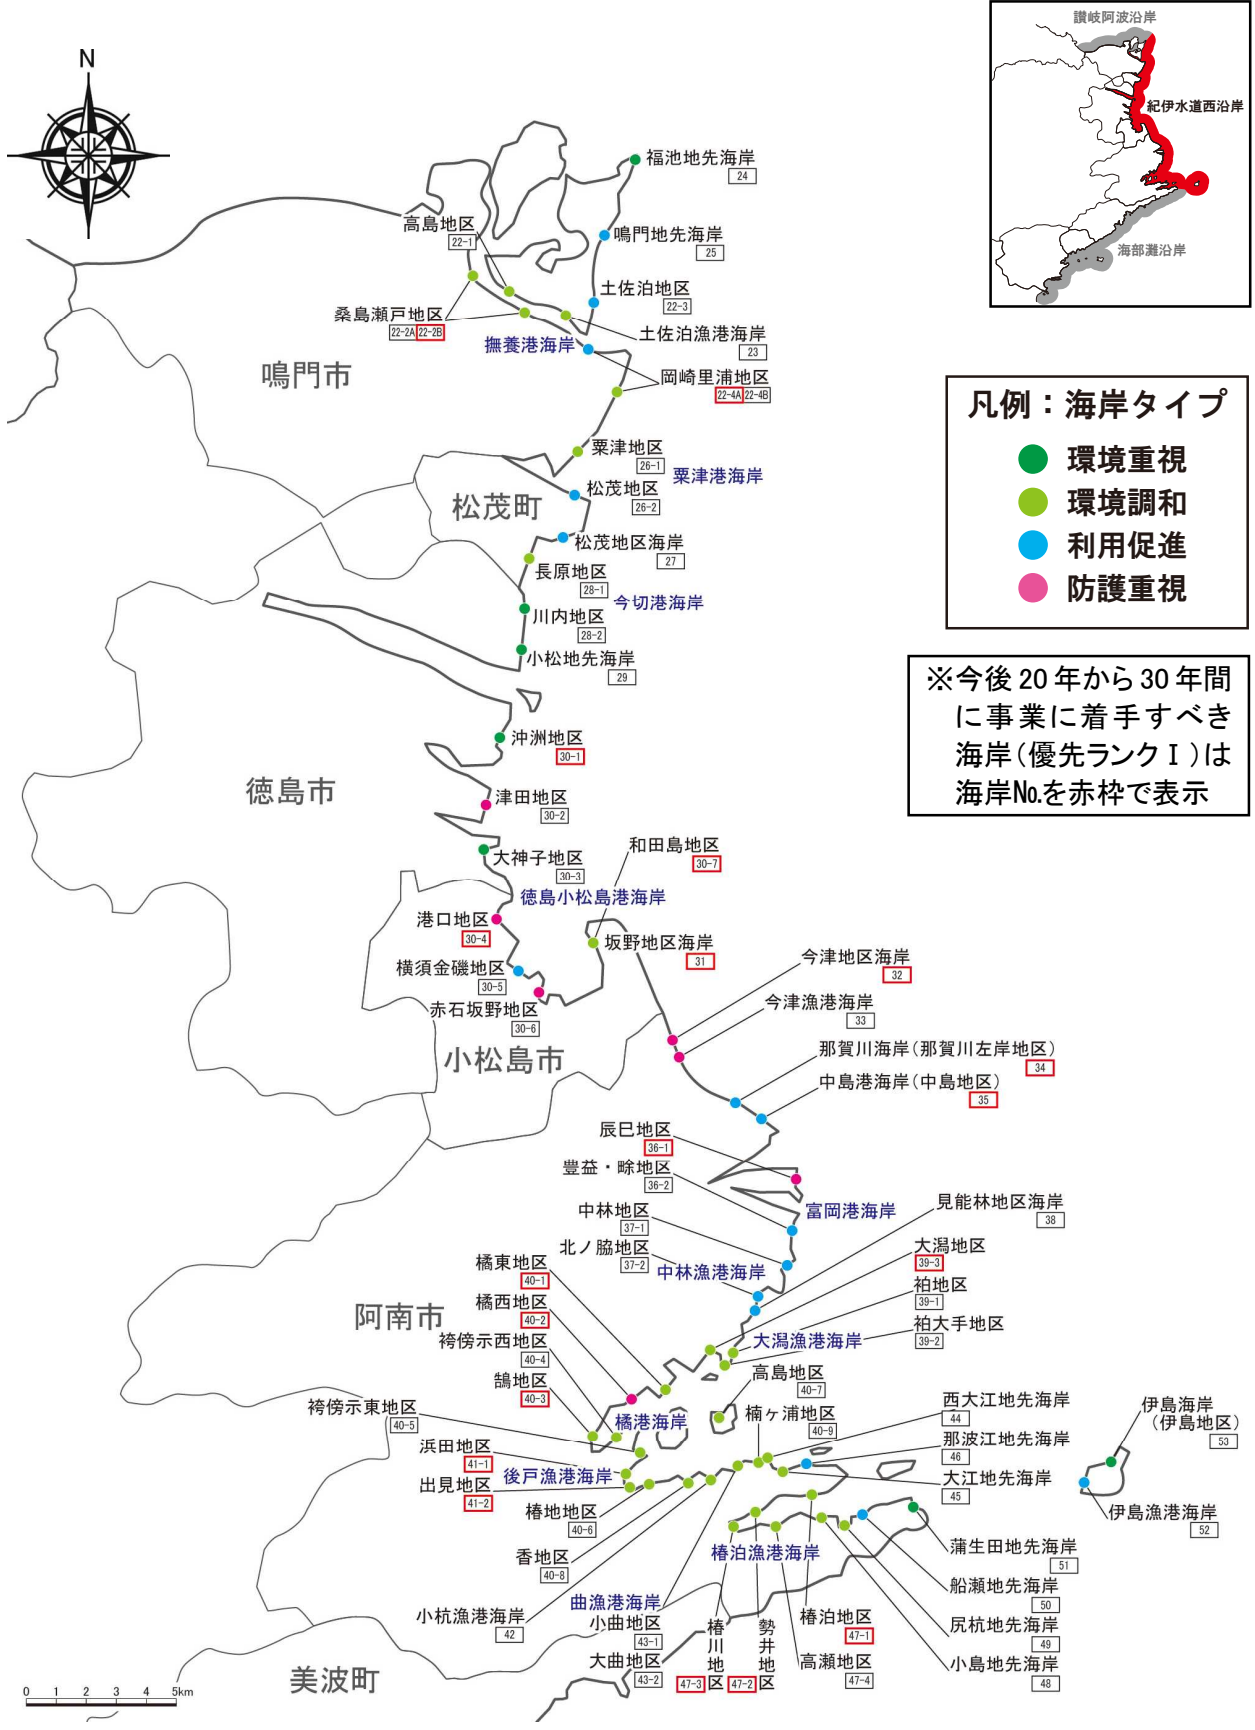 讃岐阿波沿岸
紀伊水道西沿岸
海部灘沿岸
N
福池地先海岸
24
高島地区
22-1
鳴門地先海岸
25
土佐泊地区
22-3
桑島瀬戸地区
22-2A 22-2B
土佐泊漁港海岸
23
撫養港海岸
鳴門市
岡崎里浦地区
22-4A 22-4B
凡例：海岸タイプ
環境重視
環境調和
利用促進
防護重視
粟津地区
26-1
粟津港海岸
松茂町
松茂地区
26-2
松茂地区海岸
27
長原地区
28-1
今切港海岸
川内地区
28-2
小松地先海岸
29
※今後20年から30年間
に事業に着手すべき
海岸(優先ランクⅠ)は
海岸№を赤枠で表示
沖洲地区
30-1
徳島市
津田地区
30-2
大神子地区
30-3
和田島地区
30-7
徳島小松島港海岸
港口地区
30-4
坂野地区海岸
31
横須金磯地区
30-5
赤石坂野地区
30-6
今津地区海岸
32
今津漁港海岸
33
小松島市
那賀川海岸(那賀川左岸地区)
34
中島港海岸(中島地区)
35
辰巳地区
36-1
豊益・畭地区
36-2
富岡港海岸
中林地区
37-1
見能林地区海岸
38
北ノ脇地区
37-2
中林漁港海岸
大潟地区
39-3
橘東地区
40-1
袙地区
39-1
阿南市
橘西地区
40-2
袙大手地区
39-2
大潟漁港海岸
袴傍示西地区
40-4
高島地区
40-7
鵠地区
40-3
橘港海岸
袴傍示東地区
40-5
楠ヶ浦地区
40-9
西大江地先海岸
44
伊島海岸
(伊島地区)
53
浜田地区
41-1
後戸漁港海岸
那波江地先海岸
46
出見地区
41-2
大江地先海岸
45
椿地地区
40-6
伊島漁港海岸
52
香地区
40-8
椿泊漁港海岸
蒲生田地先海岸
51
船瀬地先海岸
50
曲漁港海岸
小杭漁港海岸
42
小曲地区
43-1
大曲地区
43-2
椿川地区
47-3
勢井地区
47-2
椿泊地区
47-1
高瀬地区
47-4
尻杭地先海岸
49
小島地先海岸
48
美波町
0 1 2 3 4 5km